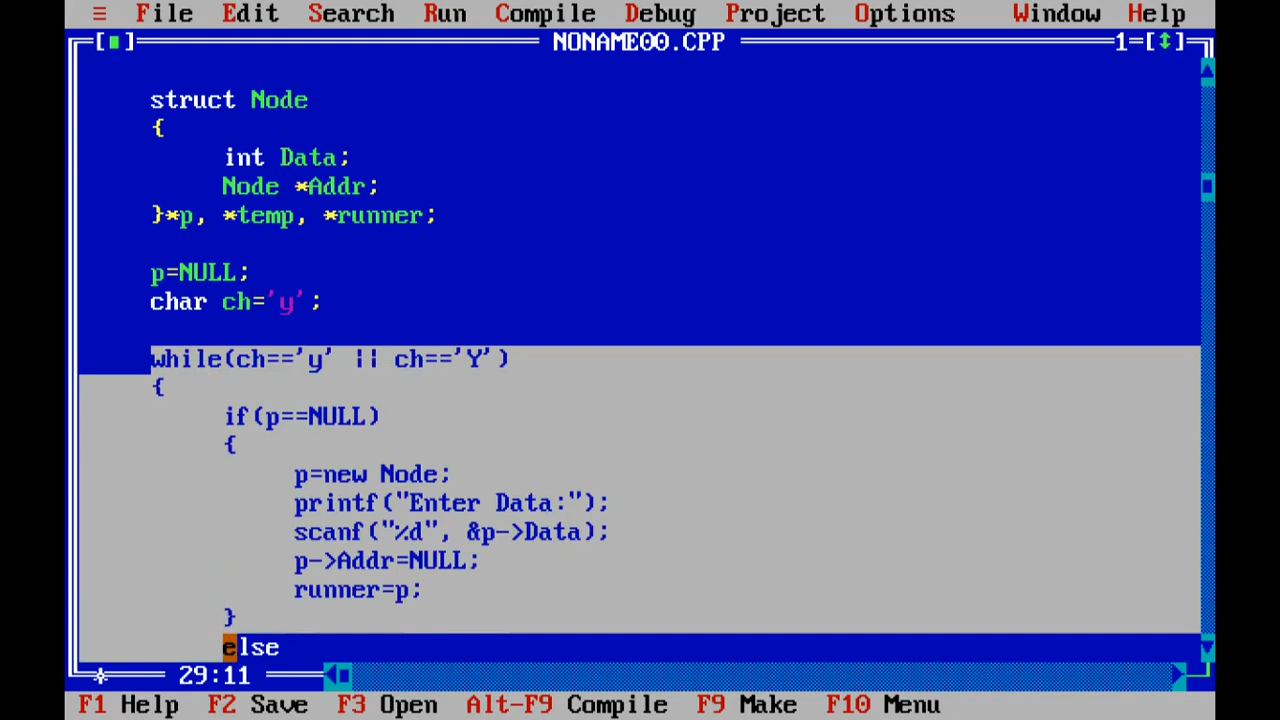 ≡ File Edit Search Run Compile Debug Project Options Window Help
[■] NONAME00.CPP 1=[↕]
struct Node
{
int Data;
Node *Addr;
}*p, *temp, *runner;
p=NULL;
char ch='y';
while(ch=='y' || ch=='Y')
{
if(p==NULL)
{
p=new Node;
printf("Enter Data:");
scanf("%d", &p->Data);
p->Addr=NULL;
runner=p;
}
else
29:11
F1 Help F2 Save F3 Open Alt-F9 Compile F9 Make F10 Menu